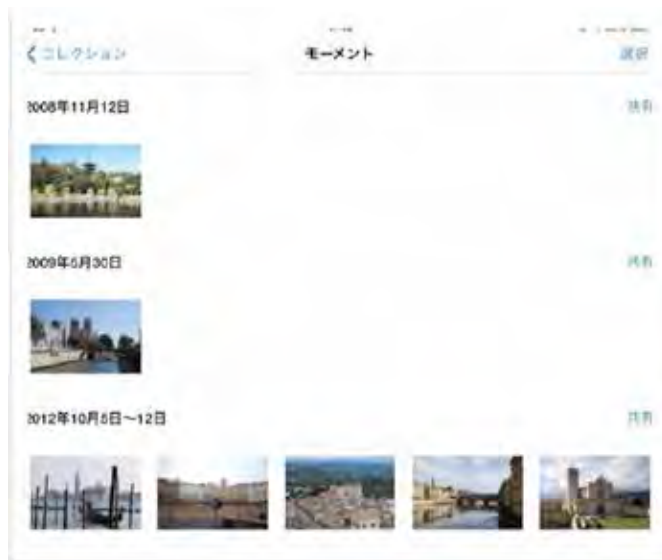 コレクション モーメント 選択
2008年11月12日 共有
2009年5月30日 共有
2012年10月5日～12日 共有